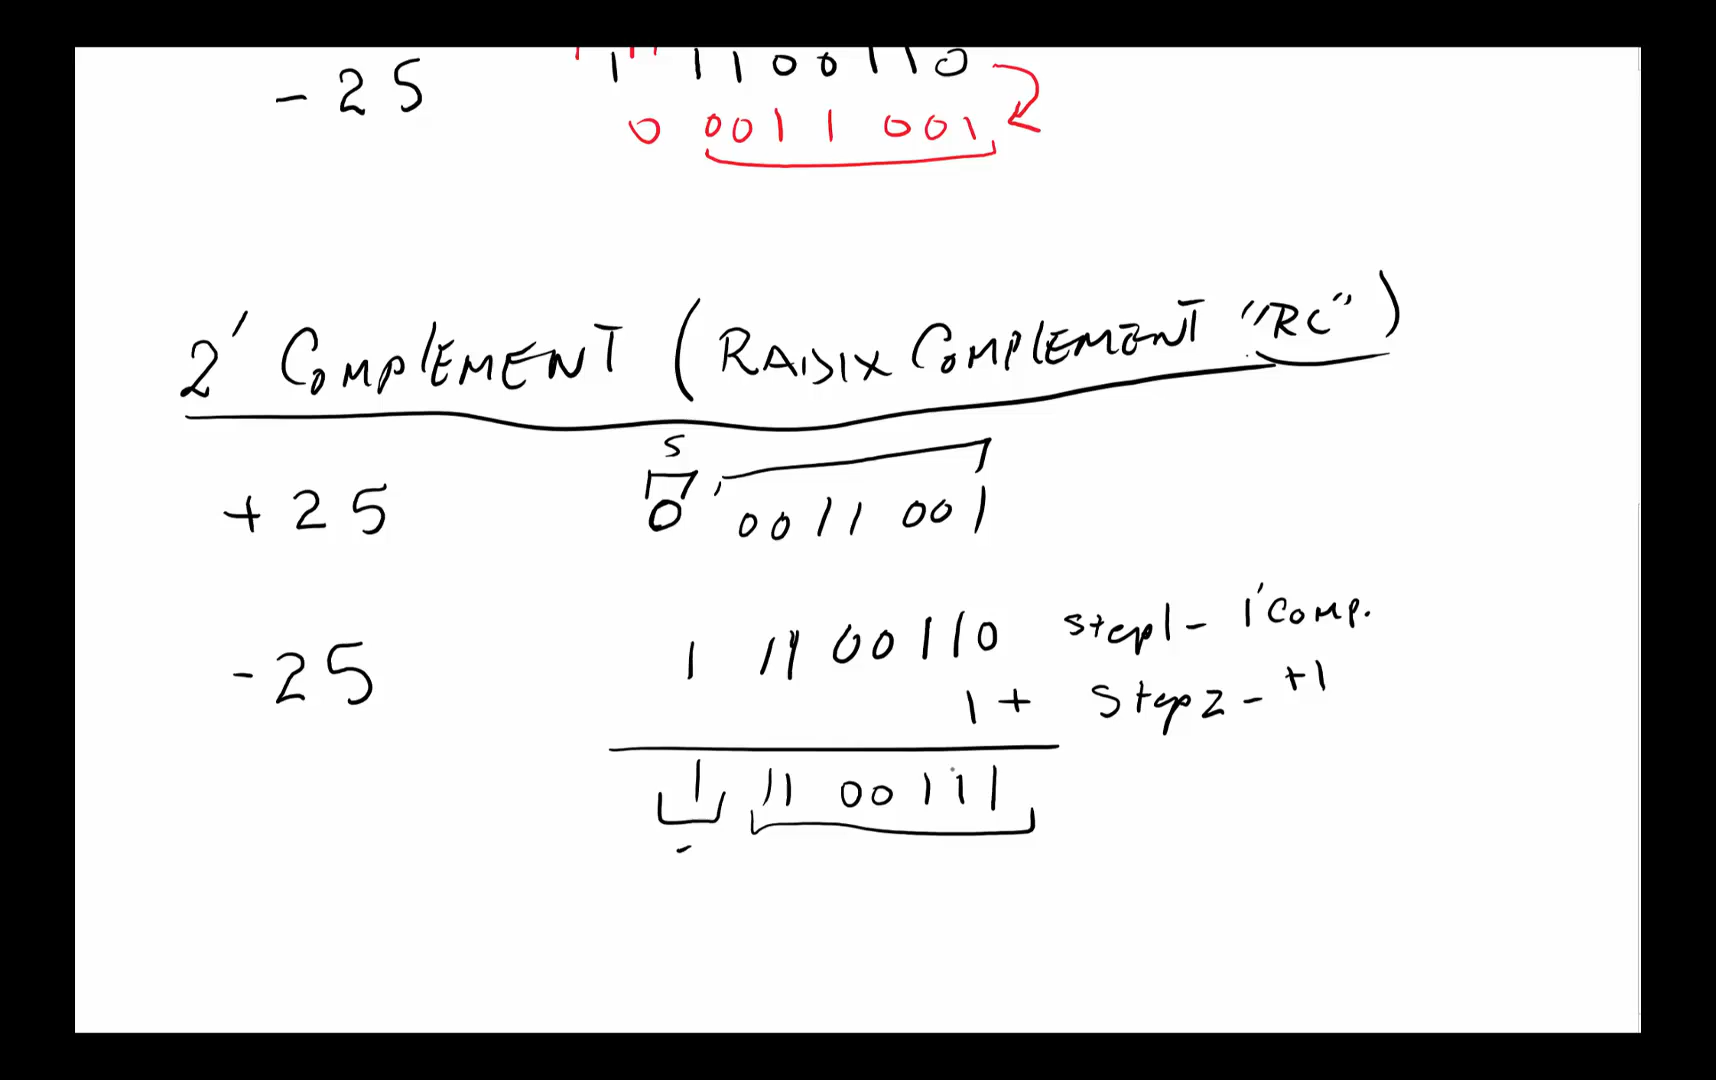 - 25 1 1100110
0 0011 001
2' COMPLEMENT (RADIX COMPLEMENT "RC")
S
+ 25 0 0011 001
- 25 1 1100110 step1 - 1'comp.
1 + Step2 - +1
1 1100111
-